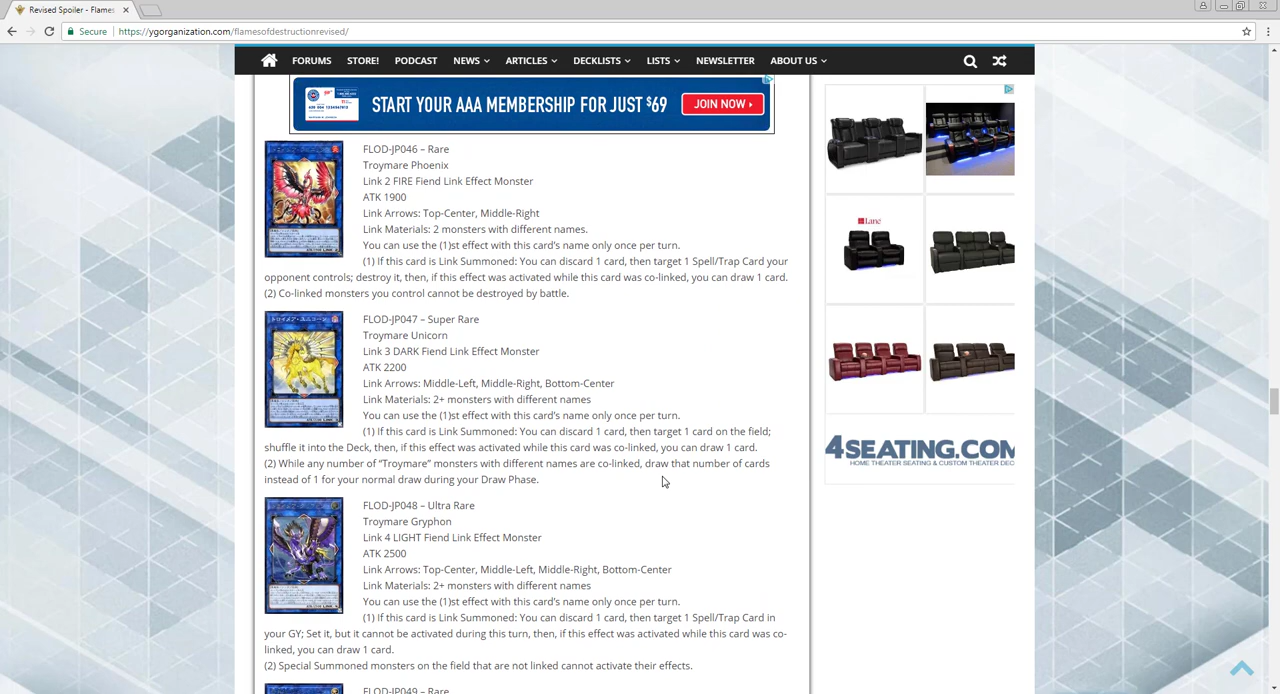 Revised Spoiler - Flames
Secure https://ygorganization.com/flamesofdestructionrevised/
FORUMS STORE! PODCAST NEWS ARTICLES DECKLISTS LISTS NEWSLETTER ABOUT US
START YOUR AAA MEMBERSHIP FOR JUST $69 JOIN NOW
FLOD-JP046 – Rare
Troymare Phoenix
Link 2 FIRE Fiend Link Effect Monster
ATK 1900
Link Arrows: Top-Center, Middle-Right
Link Materials: 2 monsters with different names.
You can use the (1)st effect with this card's name only once per turn.
(1) If this card is Link Summoned: You can discard 1 card, then target 1 Spell/Trap Card your
opponent controls; destroy it, then, if this effect was activated while this card was co-linked, you can draw 1 card.
(2) Co-linked monsters you control cannot be destroyed by battle.
FLOD-JP047 – Super Rare
Troymare Unicorn
Link 3 DARK Fiend Link Effect Monster
ATK 2200
Link Arrows: Middle-Left, Middle-Right, Bottom-Center
Link Materials: 2+ monsters with different names
You can use the (1)st effect with this card's name only once per turn.
(1) If this card is Link Summoned: You can discard 1 card, then target 1 card on the field;
shuffle it into the Deck, then, if this effect was activated while this card was co-linked, you can draw 1 card.
(2) While any number of "Troymare" monsters with different names are co-linked, draw that number of cards
instead of 1 for your normal draw during your Draw Phase.
FLOD-JP048 – Ultra Rare
Troymare Gryphon
Link 4 LIGHT Fiend Link Effect Monster
ATK 2500
Link Arrows: Top-Center, Middle-Left, Middle-Right, Bottom-Center
Link Materials: 2+ monsters with different names
You can use the (1)st effect with this card's name only once per turn.
(1) If this card is Link Summoned: You can discard 1 card, then target 1 Spell/Trap Card in
your GY; Set it, but it cannot be activated during this turn, then, if this effect was activated while this card was co-
linked, you can draw 1 card.
(2) Special Summoned monsters on the field that are not linked cannot activate their effects.
FLOD-JP049 – Rare
Lane
4SEATING.COM
HOME THEATER SEATING & CUSTOM THEATER DEC